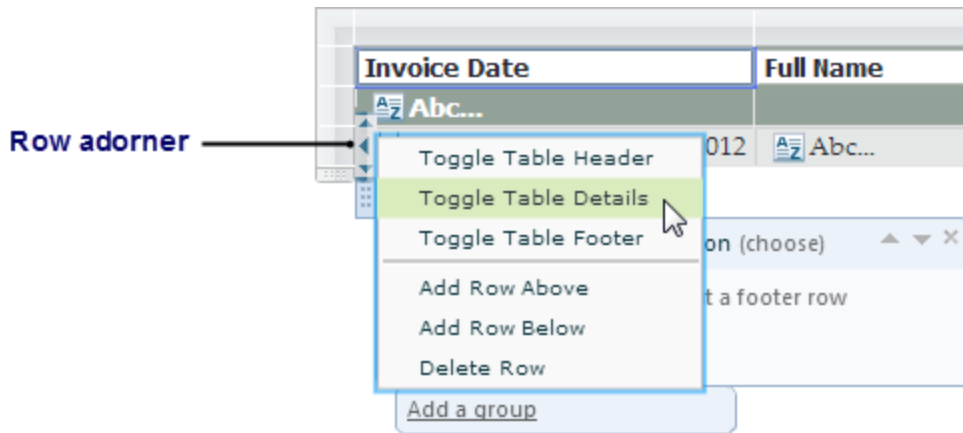 Invoice Date Full Name
Abc...
Row adorner
012 Abc...
Toggle Table Header
Toggle Table Details
Toggle Table Footer
on (choose)
Add Row Above
t a footer row
Add Row Below
Delete Row
Add a group